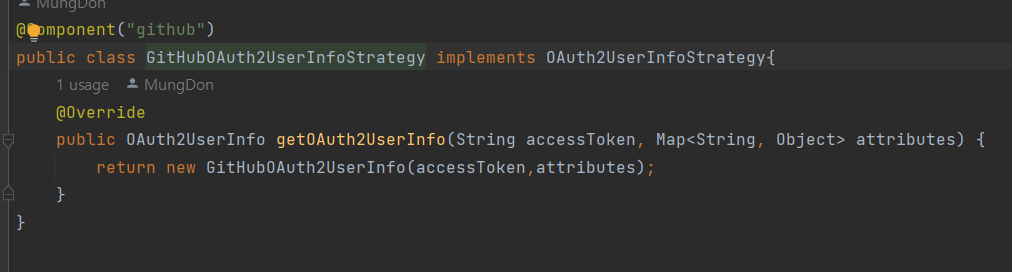 MungDon
@Component("github")
public class GitHubOAuth2UserInfoStrategy implements OAuth2UserInfoStrategy{
1 usage MungDon
@Override
public OAuth2UserInfo getOAuth2UserInfo(String accessToken, Map<String, Object> attributes) {
return new GitHubOAuth2UserInfo(accessToken,attributes);
}
}